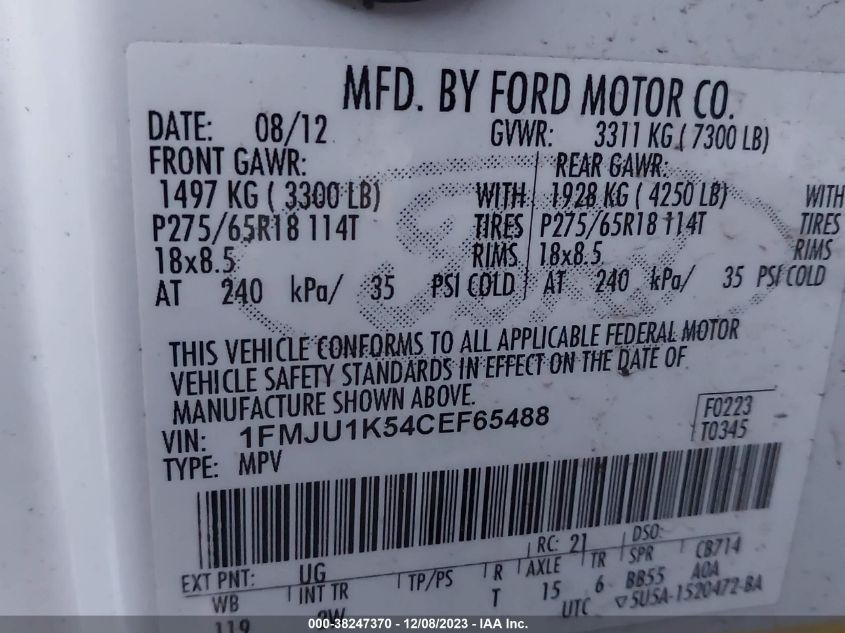 MFD. BY FORD MOTOR CO.
DATE: 08/12 GVWR: 3311 KG ( 7300 LB)
FRONT GAWR: REAR GAWR:
1497 KG ( 3300 LB) WITH 1928 KG ( 4250 LB) WITH
P275/65R18 114T TIRES P275/65R18 114T TIRES
18x8.5 RIMS 18x8.5 RIMS
AT 240 kPa/ 35 PSI COLD AT 240 kPa/ 35 PSI COLD
THIS VEHICLE CONFORMS TO ALL APPLICABLE FEDERAL MOTOR
VEHICLE SAFETY STANDARDS IN EFFECT ON THE DATE OF
MANUFACTURE SHOWN ABOVE.
VIN: 1FMJU1K54CEF65488 F0223
TYPE: MPV T0345
EXT PNT: UG RC: 21 DSO:
WB INT TR TP/PS R AXLE TR SPR CB714
119 T 15 6 BB55 A0A
UTC 5U5A-1520472-BA
000-38247370 - 12/08/2023 - IAA Inc.